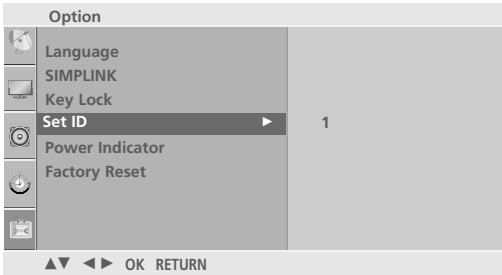 Option
Language
SIMPLINK
Key Lock
Set ID ► 1
Power Indicator
Factory Reset
▲▼ ◄► OK RETURN